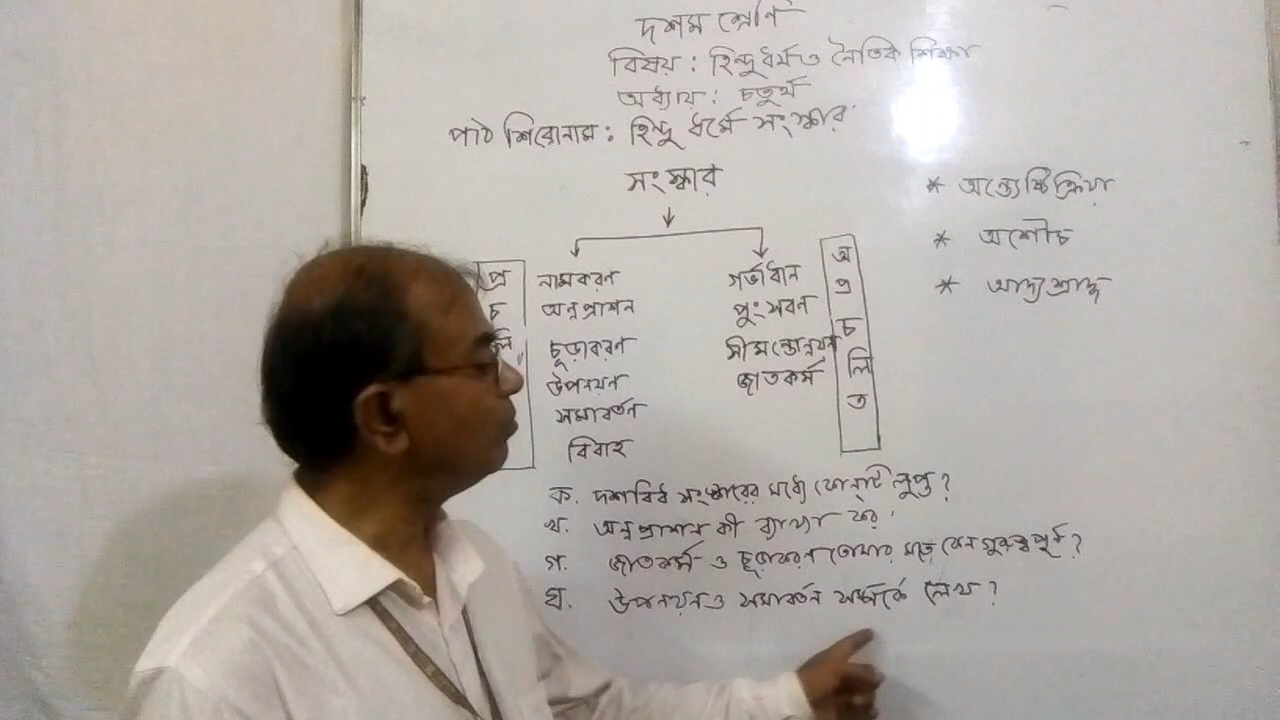 দশম শ্রেণি
বিষয় : হিন্দুধর্ম ও নৈতিক শিক্ষা
অধ্যায় : চতুর্থ
পাঠ শিরোনাম : হিন্দু ধর্মে সংস্কার
সংস্কার
প্রচলি
নামকরণ
অন্নপ্রাশন
চূড়াকরণ
উপনয়ন
সমাবর্তন
বিবাহ
গর্ভাধান
পুংসবন
সীমন্তোন্নয়ন
জাতকর্ম
অপ্রচলিত
* অন্ত্যেষ্টিক্রিয়া
* অশৌচ
* আদ্যশ্রাদ্ধ
ক. দশবিধ সংস্কারের মধ্যে কোনটি লুপ্ত ?
খ. অন্নপ্রাশন কী ব্যাখ্যা কর।
গ. জাতকর্ম ও চূড়াকরণ তোমার মতে কেন গুরুত্বপূর্ণ ?
ঘ. উপনয়ন ও সমাবর্তন সম্পর্কে লেখ ?